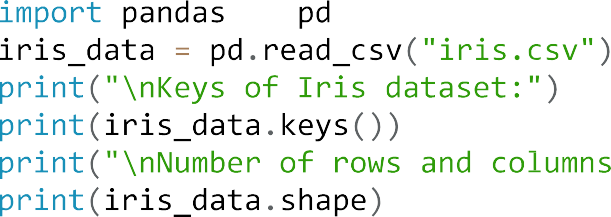 import pandas    pd
iris_data = pd.read_csv("iris.csv")
print("\nKeys of Iris dataset:")
print(iris_data.keys())
print("\nNumber of rows and columns
print(iris_data.shape)